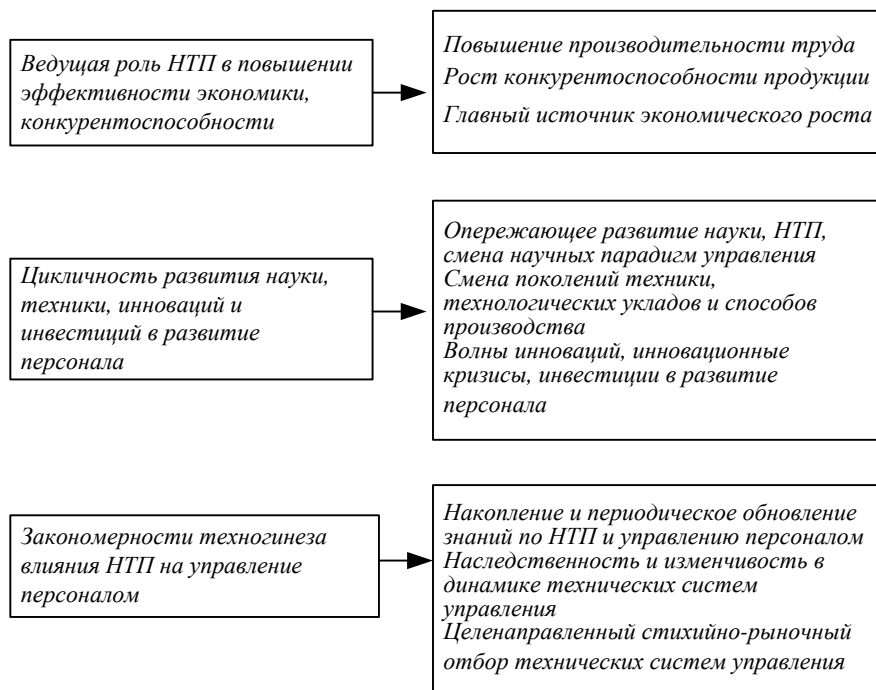 Ведущая роль НТП в повышении
эффективности экономики,
конкурентоспособности
Повышение производительности труда
Рост конкурентоспособности продукции
Главный источник экономического роста
Цикличность развития науки,
техники, инноваций и
инвестиций в развитие
персонала
Опережающее развитие науки, НТП,
смена научных парадигм управления
Смена поколений техники,
технологических укладов и способов
производства
Волны инноваций, инновационные
кризисы, инвестиции в развитие
персонала
Закономерности техногинеза
влияния НТП на управление
персоналом
Накопление и периодическое обновление
знаний по НТП и управлению персоналом
Наследственность и изменчивость в
динамике технических систем
управления
Целенаправленный стихийно-рыночный
отбор технических систем управления